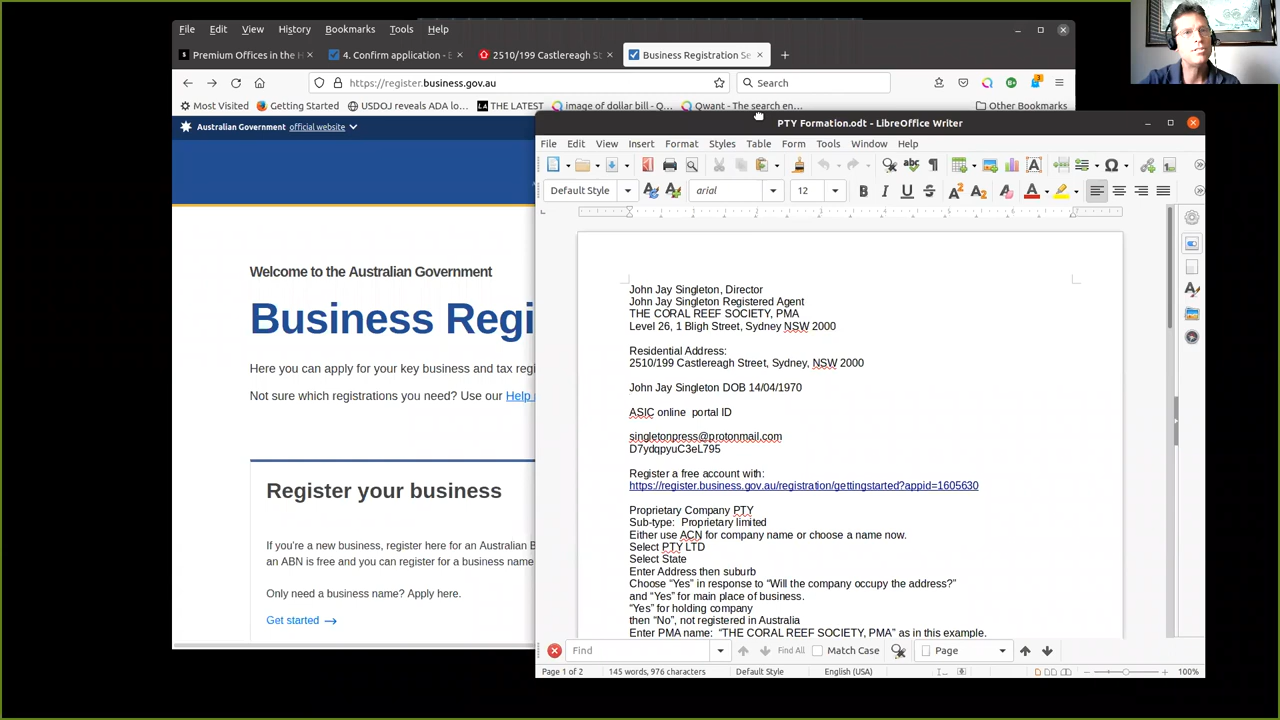 File Edit View History Bookmarks Tools Help
Premium Offices in the H
4. Confirm application - E
2510/199 Castlereagh St
Business Registration Se
https://register.business.gov.au
Search
3
Most Visited
Getting Started
USDOJ reveals ADA lo...
LA THE LATEST
image of dollar bill - Q...
Qwant - The search en...
Other Bookmarks
Australian Government official website
Welcome to the Australian Government
Business Regi
Here you can apply for your key business and tax regi
Not sure which registrations you need? Use our Help
Register your business
If you're a new business, register here for an Australian B
an ABN is free and you can register for a business name
Only need a business name? Apply here.
Get started →
PTY Formation.odt - LibreOffice Writer
File Edit View Insert Format Styles Table Form Tools Window Help
Default Style
arial
12
John Jay Singleton, Director
John Jay Singleton Registered Agent
THE CORAL REEF SOCIETY, PMA
Level 26, 1 Bligh Street, Sydney NSW 2000
Residential Address:
2510/199 Castlereagh Street, Sydney, NSW 2000
John Jay Singleton DOB 14/04/1970
ASIC online portal ID
singletonpress@protonmail.com
D7ydqpyuC3eL795
Register a free account with:
https://register.business.gov.au/registration/gettingstarted?appid=1605630
Proprietary Company PTY
Sub-type: Proprietary limited
Either use ACN for company name or choose a name now.
Select PTY LTD
Select State
Enter Address then suburb
Choose “Yes” in response to “Will the company occupy the address?”
and “Yes” for main place of business.
“Yes” for holding company
then “No”, not registered in Australia
Enter PMA name: “THE CORAL REEF SOCIETY, PMA” as in this example.
Find
Find All
Match Case
Page
Page 1 of 2
145 words, 976 characters
Default Style
English (USA)
100%